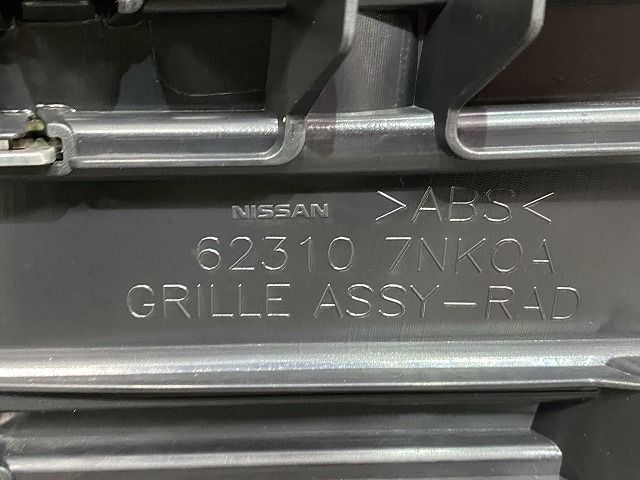 NISSAN >ABS<
62310 7NK0A
GRILLE ASSY-RAD